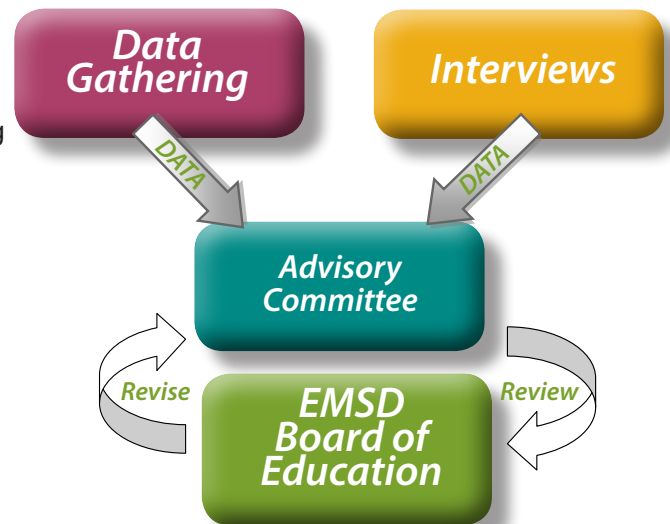 Data
Gathering
Interviews
g
DATA
DATA
Advisory
Committee
Revise
Review
EMSD
Board of
Education